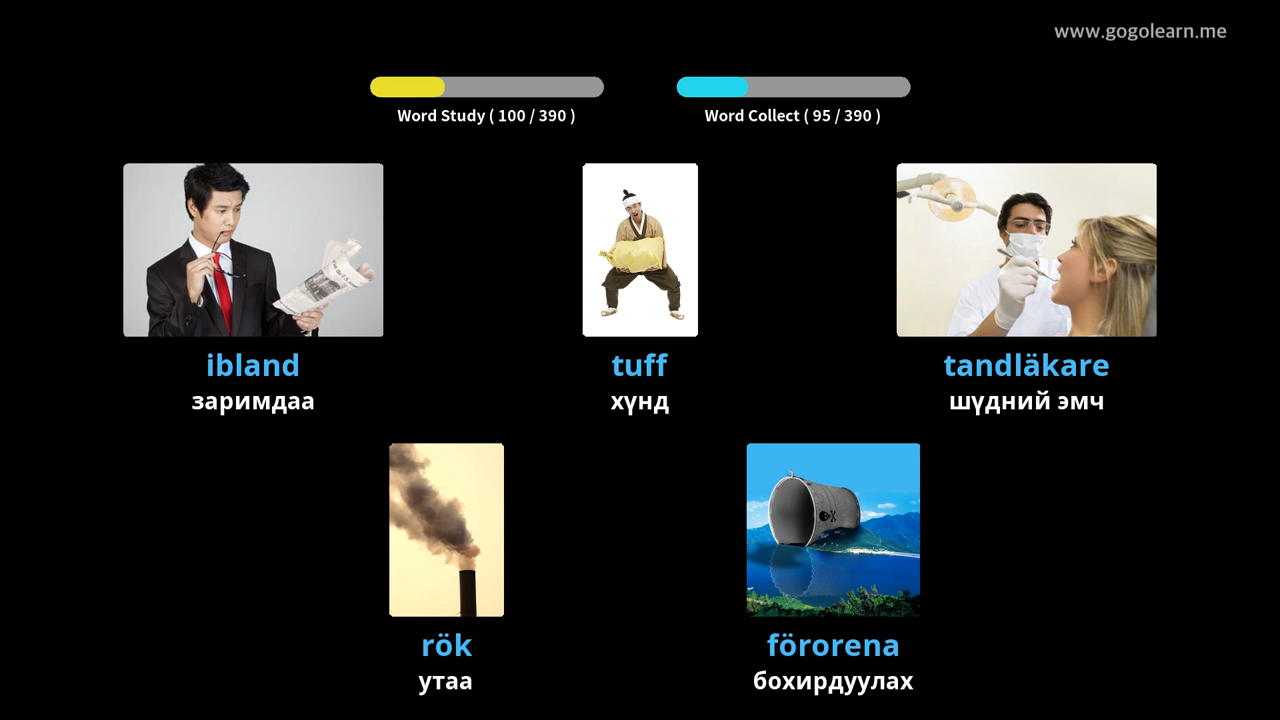 www.gogolearn.me
Word Study ( 100 / 390 )
Word Collect ( 95 / 390 )
ibland
заримдаа
tuff
хүнд
tandläkare
шүдний эмч
rök
утаа
förorena
бохирдуулах